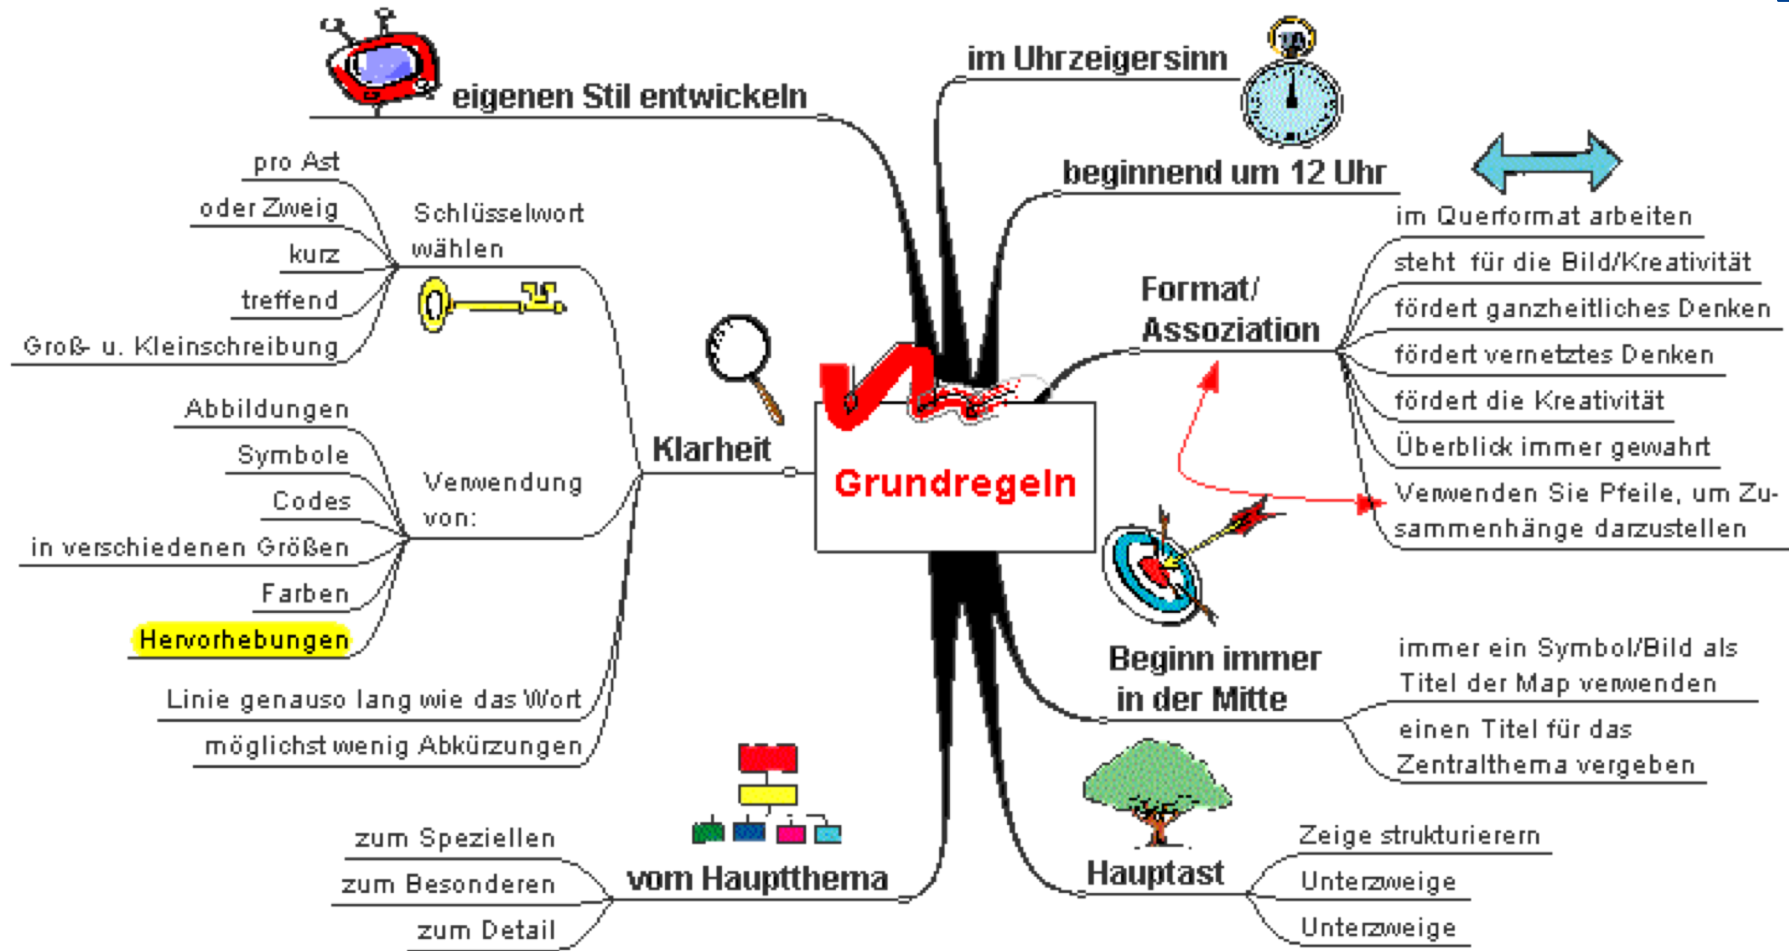 Grundregeln
im Uhrzeigersinn
beginnend um 12 Uhr
Format/
Assoziation
im Querformat arbeiten
steht für die Bild/Kreativität
fördert ganzheitliches Denken
fördert vernetztes Denken
fördert die Kreativität
Überblick immer gewahrt
Verwenden Sie Pfeile, um Zu-
sammenhänge darzustellen
Beginn immer
in der Mitte
immer ein Symbol/Bild als
Titel der Map verwenden
einen Titel für das
Zentralthema vergeben
Hauptast
Zeige strukturierern
Unterzweige
Unterzweige
vom Hauptthema
zum Speziellen
zum Besonderen
zum Detail
Klarheit
Schlüsselwort
wählen
pro Ast
oder Zweig
kurz
treffend
Groß- u. Kleinschreibung
Verwendung
von:
Abbildungen
Symbole
Codes
in verschiedenen Größen
Farben
Hervorhebungen
Linie genauso lang wie das Wort
möglichst wenig Abkürzungen
eigenen Stil entwickeln